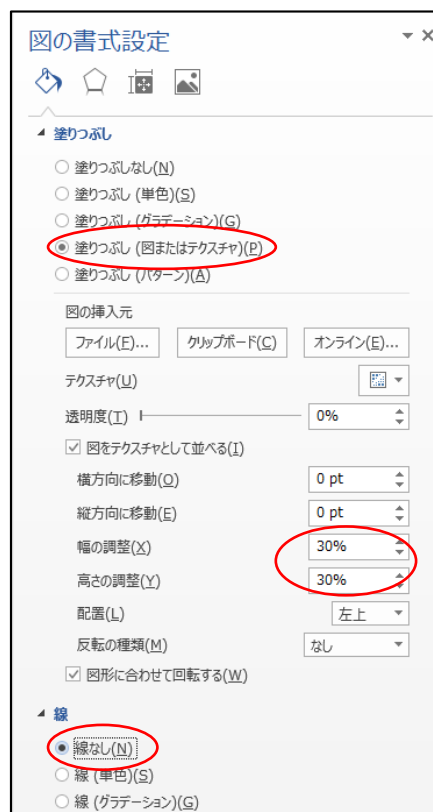 図の書式設定
塗りつぶし
塗りつぶしなし(N)
塗りつぶし (単色)(S)
塗りつぶし (グラデーション)(G)
塗りつぶし (図またはテクスチャ)(P)
塗りつぶし (パターン)(A)
図の挿入元
ファイル(F)... クリップボード(C) オンライン(E)...
テクスチャ(U)
透明度(T) 0%
図をテクスチャとして並べる(I)
横方向に移動(O) 0 pt
縦方向に移動(E) 0 pt
幅の調整(X) 30%
高さの調整(Y) 30%
配置(L) 左上
反転の種類(M) なし
図形に合わせて回転する(W)
線
線なし(N)
線 (単色)(S)
線 (グラデーション)(G)